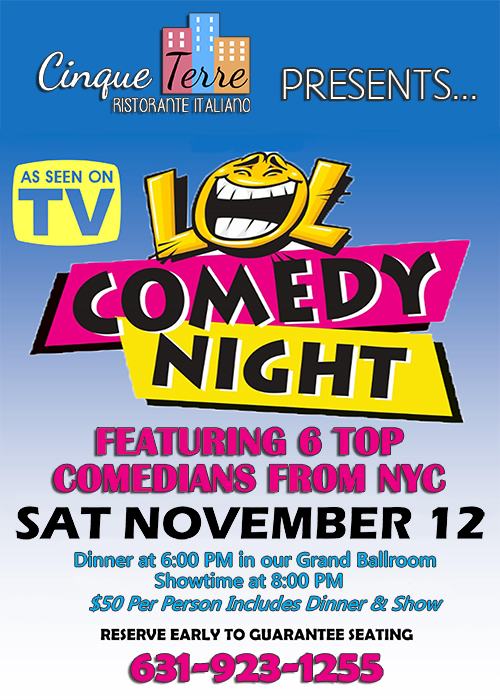 Cinque Terre
RISTORANTE ITALIANO
PRESENTS...
AS SEEN ON
TV
LOL
COMEDY
NIGHT
FEATURING 6 TOP
COMEDIANS FROM NYC
SAT NOVEMBER 12
Dinner at 6:00 PM in our Grand Ballroom
Showtime at 8:00 PM
$50 Per Person Includes Dinner & Show
RESERVE EARLY TO GUARANTEE SEATING
631-923-1255